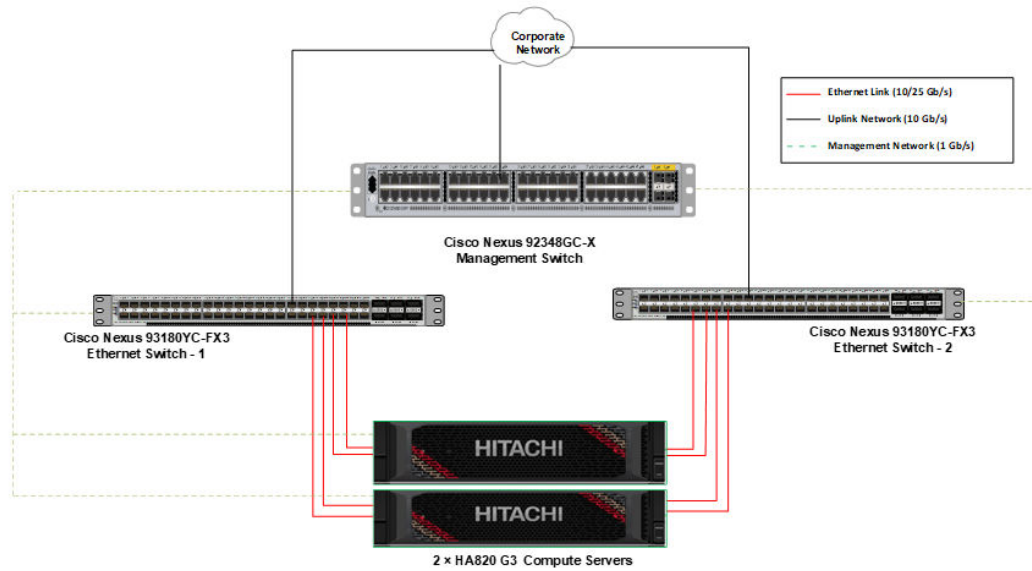 Corporate
Network
Ethernet Link (10/25 Gb/s)
Uplink Network (10 Gb/s)
Management Network (1 Gb/s)
Cisco Nexus 92348GC-X
Management Switch
Cisco Nexus 93180YC-FX3
Ethernet Switch - 1
Cisco Nexus 93180YC-FX3
Ethernet Switch - 2
HITACHI
HITACHI
2 × HA820 G3 Compute Servers